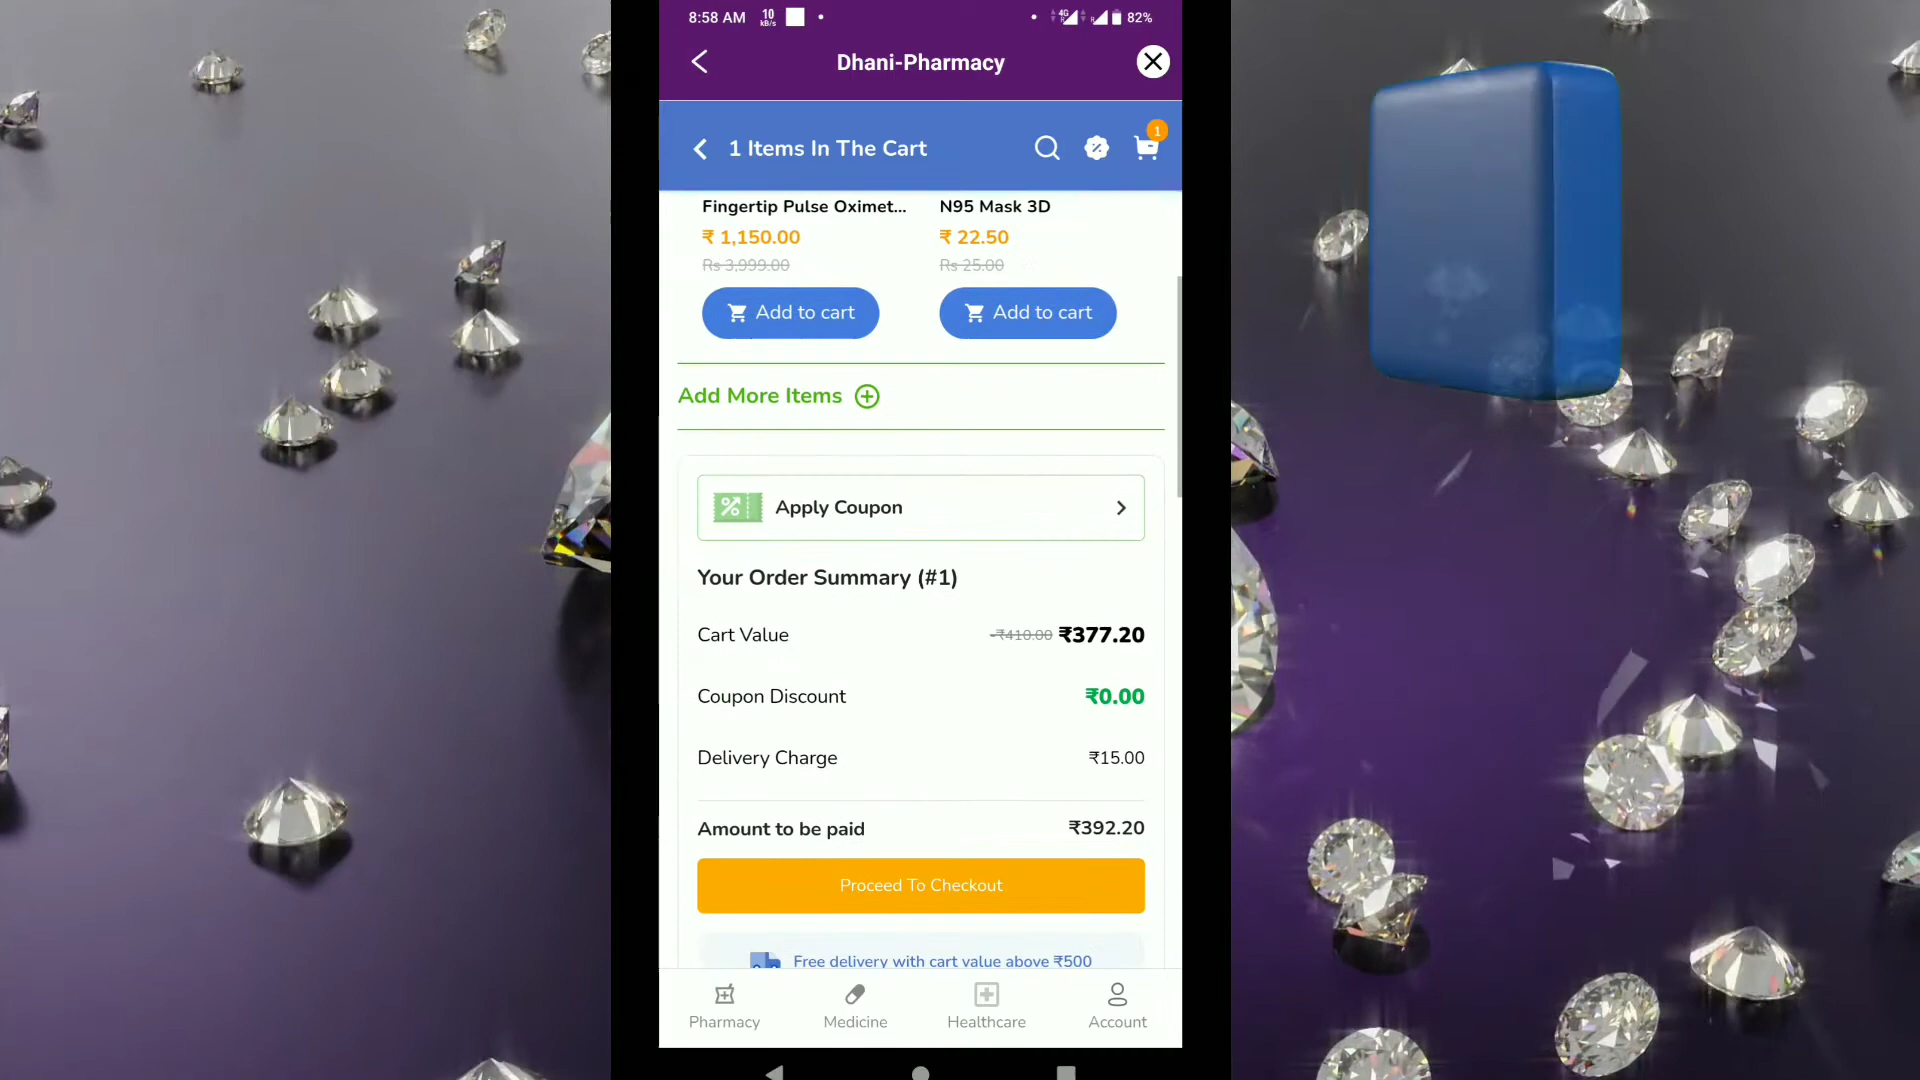 8:58 AM 10 kB/s 4G R R 82%
Dhani-Pharmacy
1 Items In The Cart 1
Fingertip Pulse Oximet... N95 Mask 3D
₹ 1,150.00 ₹ 22.50
Rs 3,999.00 Rs 25.00
Add to cart Add to cart
Add More Items
Apply Coupon
Your Order Summary (#1)
Cart Value -₹410.00 ₹377.20
Coupon Discount ₹0.00
Delivery Charge ₹15.00
Amount to be paid ₹392.20
Proceed To Checkout
Free delivery with cart value above ₹500
Pharmacy Medicine Healthcare Account